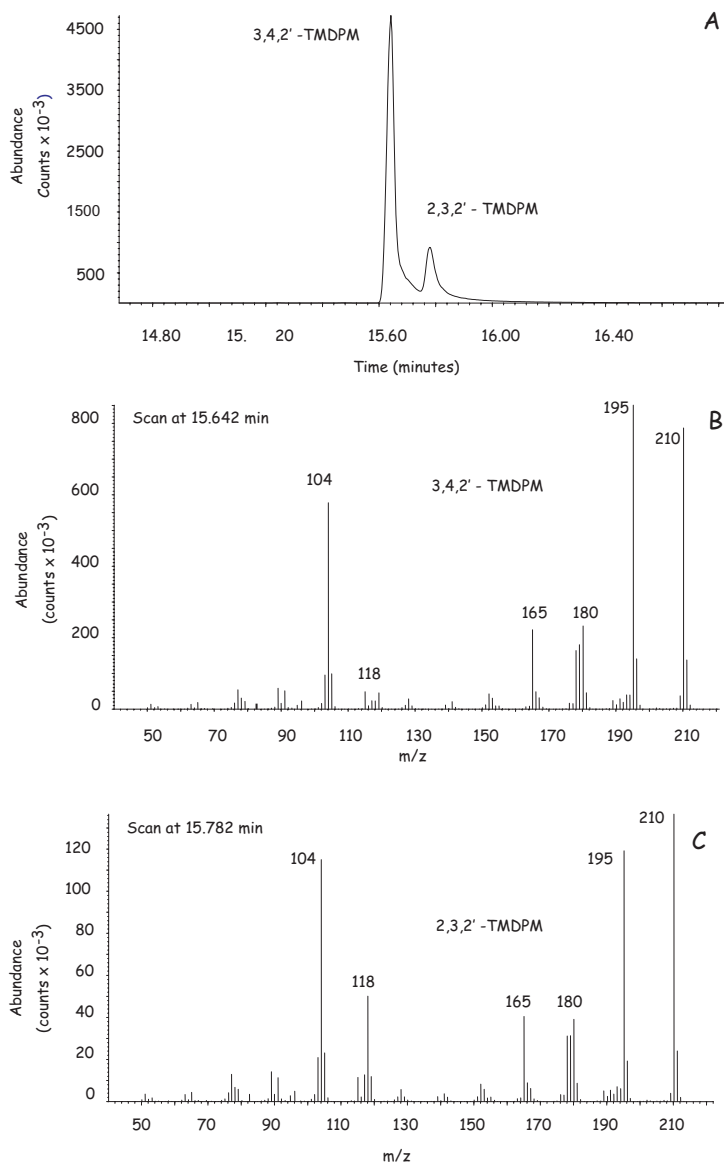 A
3,4,2' -TMDPM
2,3,2' - TMDPM
Abundance
Counts x 10-3)
4500
3500
2500
1500
500
14.80 15. 20 15.60 16.00 16.40
Time (minutes)
B
Scan at 15.642 min
3,4,2' - TMDPM
Abundance
(counts x 10-3)
800
600
400
200
0
104
118
165
180
195
210
50 70 90 110 130 150 170 190 210
m/z
C
Scan at 15.782 min
2,3,2' -TMDPM
Abundance
(counts x 10-3)
120
100
80
60
40
20
0
104
118
165
180
195
210
50 70 90 110 130 150 170 190 210
m/z